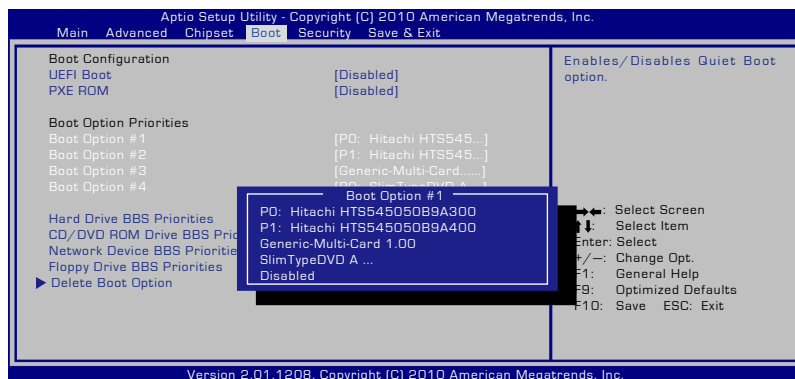 Aptio Setup Utility - Copyright (C) 2010 American Megatrends, Inc.
Main Advanced Chipset Boot Security Save & Exit
Boot Configuration
UEFI Boot [Disabled]
PXE ROM [Disabled]
Boot Option Priorities
Boot Option #1 [P0: Hitachi HTS545...]
Boot Option #2 [P1: Hitachi HTS545...]
Boot Option #3 [Generic-Multi-Card......]
Boot Option #4
Hard Drive BBS Priorities
CD/DVD ROM Drive BBS Prio
Network Device BBS Prioritie
Floppy Drive BBS Priorities
Delete Boot Option
Boot Option #1
P0: Hitachi HTS545050B9A300
P1: Hitachi HTS545050B9A400
Generic-Multi-Card 1.00
SlimTypeDVD A ...
Disabled
Enables/Disables Quiet Boot
option.
→←: Select Screen
↑↓: Select Item
Enter: Select
+/—: Change Opt.
F1: General Help
F9: Optimized Defaults
F10: Save ESC: Exit
Version 2.01.1208. Copyright (C) 2010 American Megatrends, Inc.